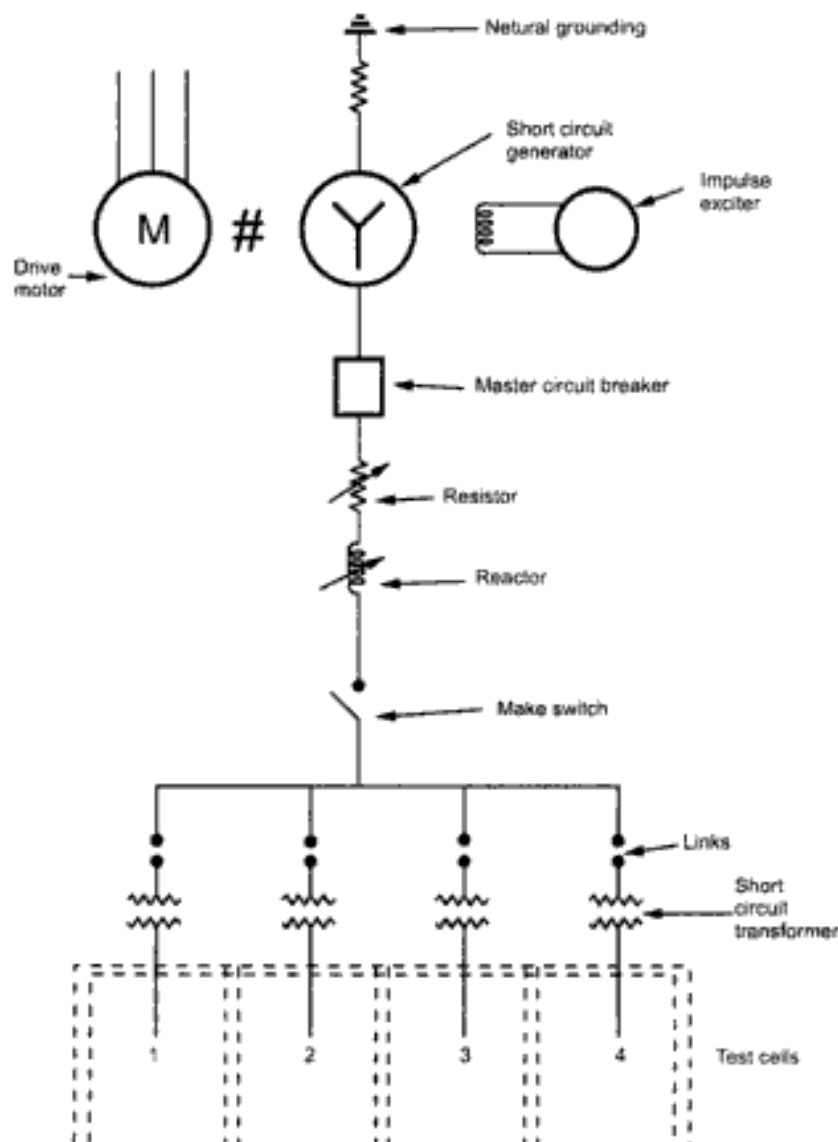 Netural grounding
Short circuit
generator
Impulse
exciter
M
#
Drive
motor
Master circuit breaker
Resistor
Reactor
Make switch
Links
Short
circuit
transformer
1
2
3
4
Test cells